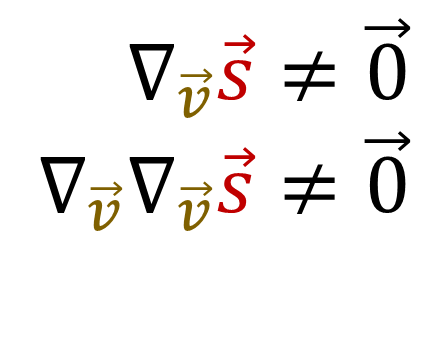 ∇_v⃗ s⃗ ≠ 0⃗
∇_v⃗ ∇_v⃗ s⃗ ≠ 0⃗